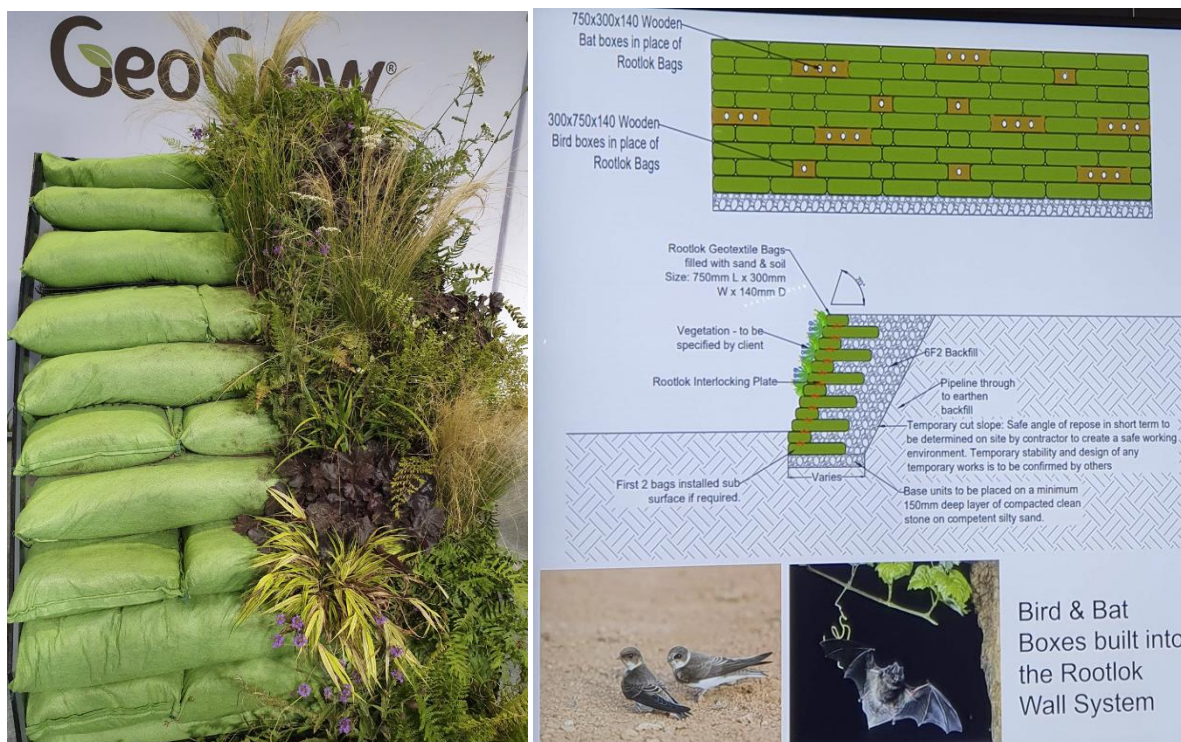 GeoGrow®
750x300x140 Wooden
Bat boxes in place of
Rootlok Bags
300x750x140 Wooden
Bird boxes in place of
Rootlok Bags
Rootlok Geotextile Bags
filled with sand & soil
Size: 750mm L x 300mm
W x 140mm D
Vegetation - to be
specified by client
Rootlok Interlocking Plate
6F2 Backfill
Pipeline through
to earthen
backfill
Temporary cut slope: Safe angle of repose in short term to
be determined on site by contractor to create a safe working
environment. Temporary stability and design of any
temporary works is to be confirmed by others
First 2 bags installed sub
surface if required.
Varies
Base units to be placed on a minimum
150mm deep layer of compacted clean
stone on competent silty sand.
Bird & Bat
Boxes built into
the Rootlok
Wall System